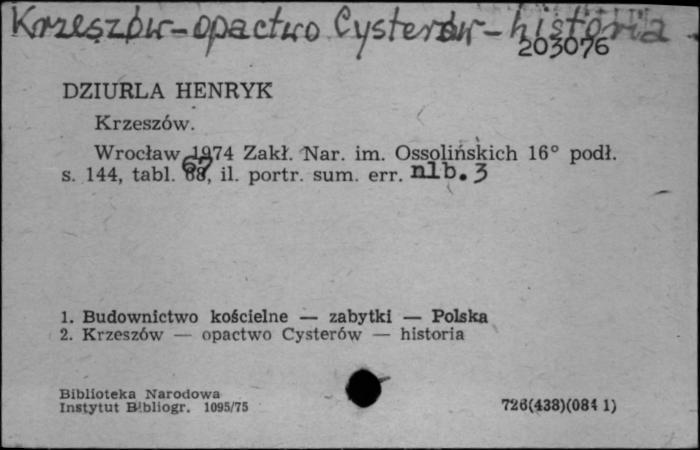 Krzeszów - opactwo Cystersów - historia
203076
DZIURLA HENRYK
Krzeszów.
Wrocław 1974 Zakł. Nar. im. Ossolińskich 16° podł.
s. 144, tabl. 67, il. portr. sum. err. nlb. 3
1. Budownictwo kościelne — zabytki — Polska
2. Krzeszów — opactwo Cysterów — historia
Biblioteka Narodowa
Instytut Bibliogr. 1095/75
726(438)(084 1)